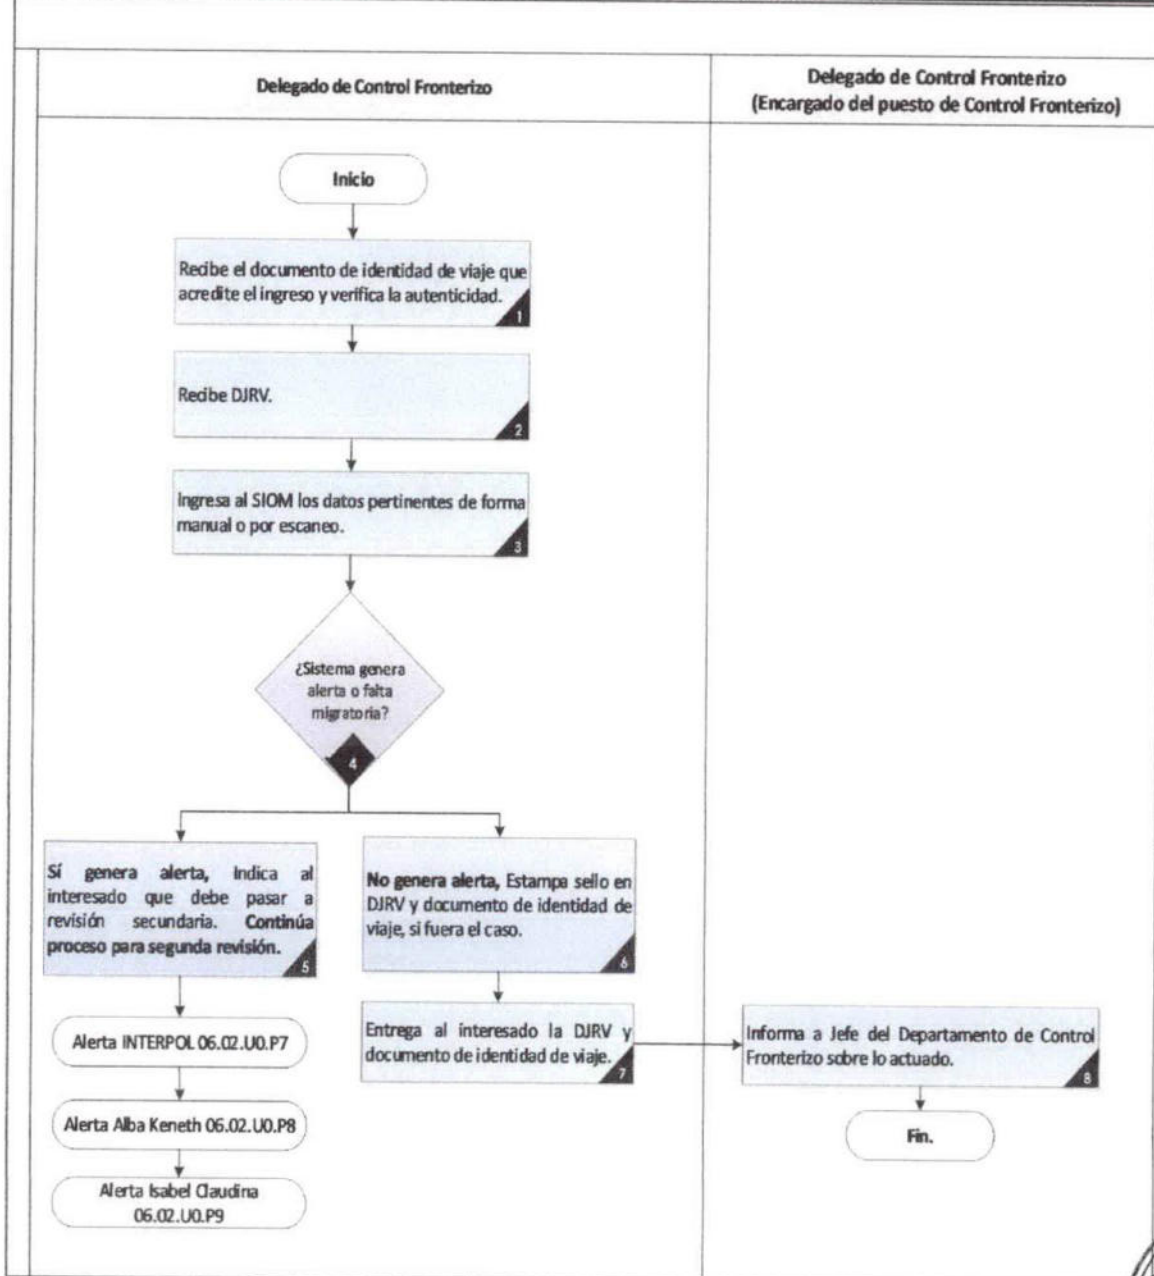 Delegado de Control Fronterizo
Delegado de Control Fronterizo
(Encargado del puesto de Control Fronterizo)
Inicio
Recibe el documento de identidad de viaje que
acredite el ingreso y verifica la autenticidad.
1
Recibe DJRV.
2
Ingresa al SIOM los datos pertinentes de forma
manual o por escaneo.
3
¿Sistema genera
alerta o falta
migratoria?
4
Sí genera alerta, Indica al
interesado que debe pasar a
revisión secundaria. Continúa
proceso para segunda revisión.
5
No genera alerta, Estampa sello en
DJRV y documento de identidad de
viaje, si fuera el caso.
6
Alerta INTERPOL 06.02.U0.P7
Entrega al interesado la DJRV y
documento de identidad de viaje.
7
Informa a Jefe del Departamento de Control
Fronterizo sobre lo actuado.
8
Alerta Alba Keneth 06.02.U0.P8
Fin.
Alerta Isabel Claudina
06.02.U0.P9